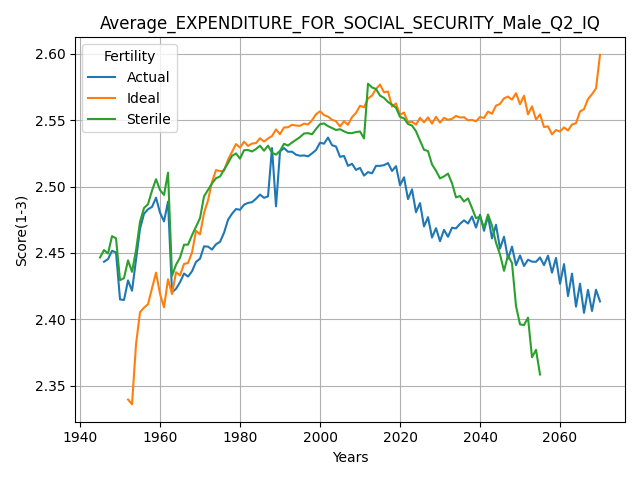 Average_EXPENDITURE_FOR_SOCIAL_SECURITY_Male_Q2_IQ
Fertility
Actual
Ideal
Sterile
Score(1-3)
2.60
2.55
2.50
2.45
2.40
2.35
1940 1960 1980 2000 2020 2040 2060
Years